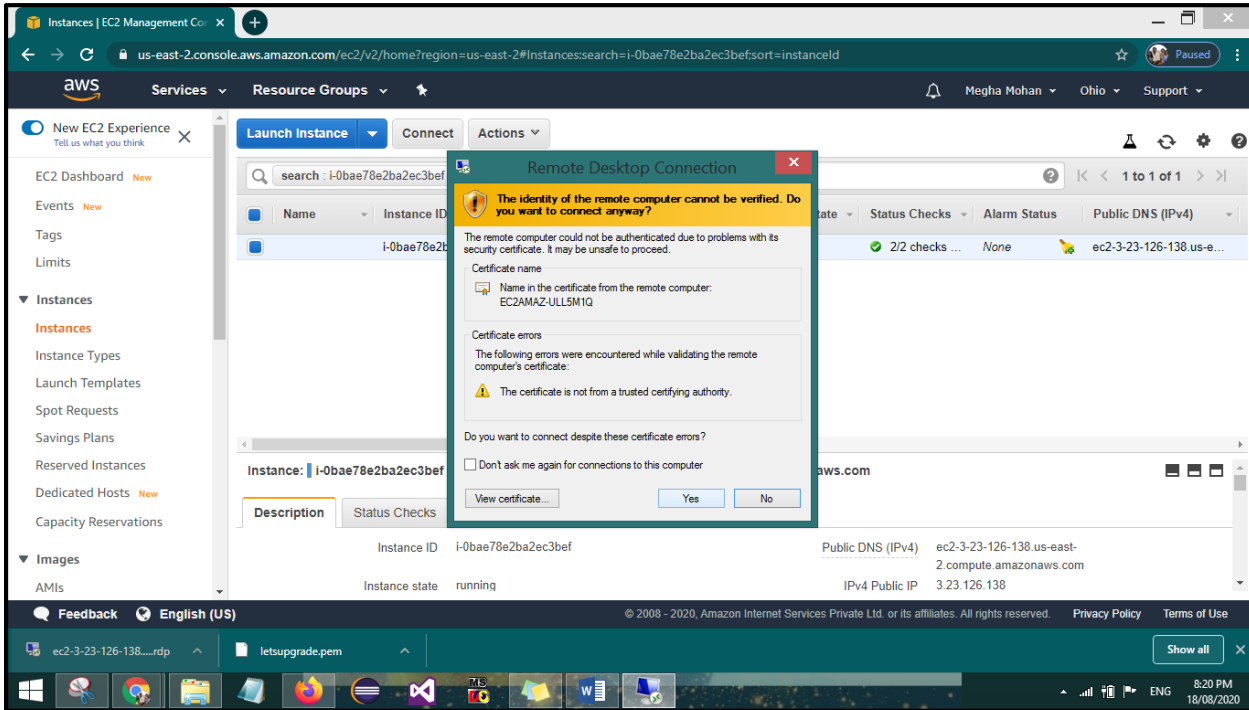 Instances | EC2 Management Cor
us-east-2.console.aws.amazon.com/ec2/v2/home?region=us-east-2#Instances:search=i-0bae78e2ba2ec3bef;sort=instanceId
Paused
aws
Services
Resource Groups
Megha Mohan
Ohio
Support
New EC2 Experience
Tell us what you think
Launch Instance
Connect
Actions
EC2 Dashboard New
Events New
Tags
Limits
Instances
Instances
Instance Types
Launch Templates
Spot Requests
Savings Plans
Reserved Instances
Dedicated Hosts New
Capacity Reservations
Images
AMIs
search : i-0bae78e2ba2ec3bef
1 to 1 of 1
Name
Instance ID
tate
Status Checks
Alarm Status
Public DNS (IPv4)
i-0bae78e2b
2/2 checks ...
None
ec2-3-23-126-138.us-e...
Remote Desktop Connection
The identity of the remote computer cannot be verified. Do
you want to connect anyway?
The remote computer could not be authenticated due to problems with its
security certificate. It may be unsafe to proceed.
Certificate name
Name in the certificate from the remote computer:
EC2AMAZ-ULL5M1Q
Certificate errors
The following errors were encountered while validating the remote
computer's certificate:
The certificate is not from a trusted certifying authority.
Do you want to connect despite these certificate errors?
Don't ask me again for connections to this computer
View certificate...
Yes
No
Instance: i-0bae78e2ba2ec3bef
aws.com
Description
Status Checks
Instance ID
i-0bae78e2ba2ec3bef
Public DNS (IPv4)
ec2-3-23-126-138.us-east-
2.compute.amazonaws.com
Instance state
running
IPv4 Public IP
3.23.126.138
Feedback
English (US)
© 2008 - 2020, Amazon Internet Services Private Ltd. or its affiliates. All rights reserved.
Privacy Policy
Terms of Use
ec2-3-23-126-138.....rdp
letsupgrade.pem
Show all
MS
ENG
8:20 PM
18/08/2020